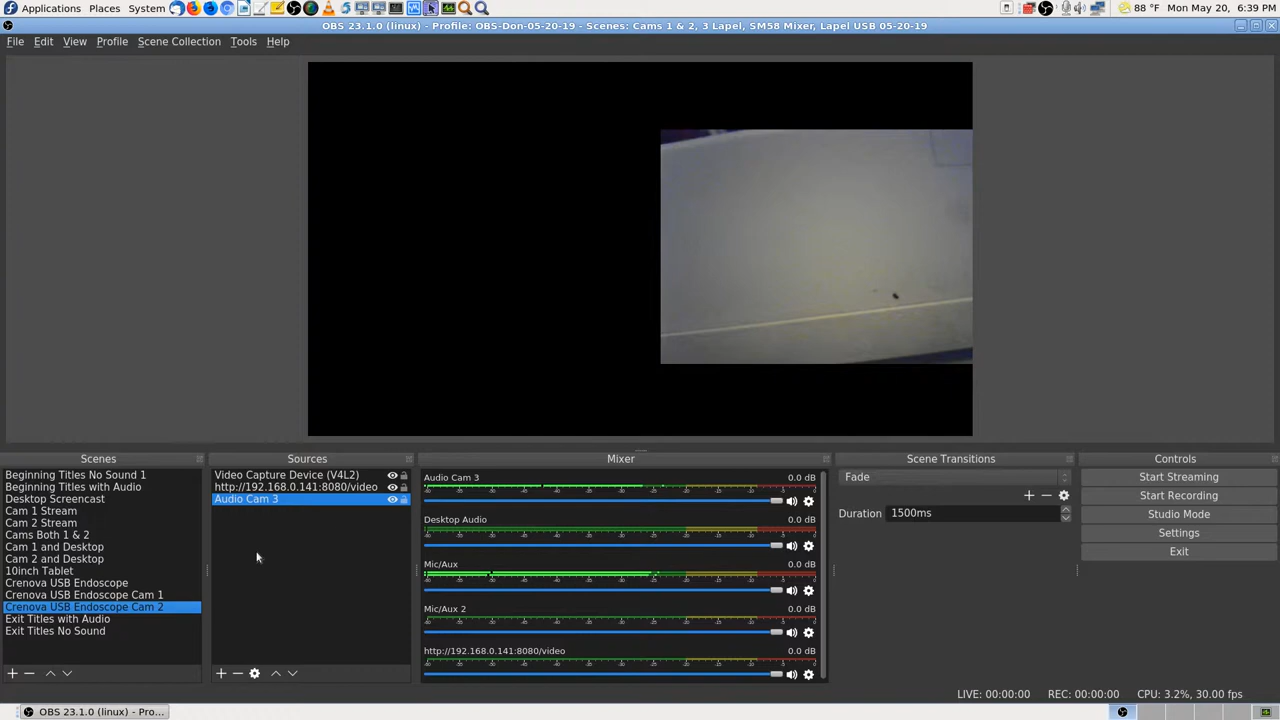 Applications Places System 88 °F Mon May 20, 6:39 PM
OBS 23.1.0 (linux) - Profile: OBS-Don-05-20-19 - Scenes: Cams 1 & 2, 3 Lapel, SM58 Mixer, Lapel USB 05-20-19
File Edit View Profile Scene Collection Tools Help
Scenes
Beginning Titles No Sound 1
Beginning Titles with Audio
Desktop Screencast
Cam 1 Stream
Cam 2 Stream
Cams Both 1 & 2
Cam 1 and Desktop
Cam 2 and Desktop
10inch Tablet
Crenova USB Endoscope
Crenova USB Endoscope Cam 1
Crenova USB Endoscope Cam 2
Exit Titles with Audio
Exit Titles No Sound
Sources
Video Capture Device (V4L2)
http://192.168.0.141:8080/video
Audio Cam 3
Mixer
Audio Cam 3 0.0 dB
Desktop Audio 0.0 dB
Mic/Aux 0.0 dB
Mic/Aux 2 0.0 dB
http://192.168.0.141:8080/video 0.0 dB
Scene Transitions
Fade
Duration 1500ms
Controls
Start Streaming
Start Recording
Studio Mode
Settings
Exit
LIVE: 00:00:00 REC: 00:00:00 CPU: 3.2%, 30.00 fps
OBS 23.1.0 (linux) - Pro...